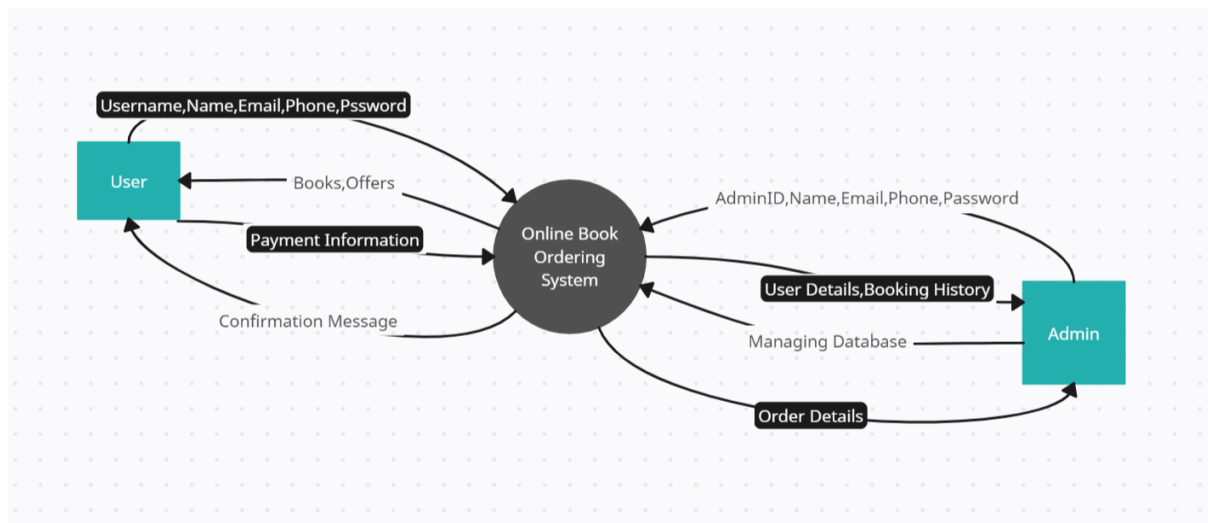 Username,Name,Email,Phone,Pssword
User
Books,Offers
Payment Information
Confirmation Message
Online Book
Ordering
System
AdminID,Name,Email,Phone,Password
User Details,Booking History
Managing Database
Admin
Order Details